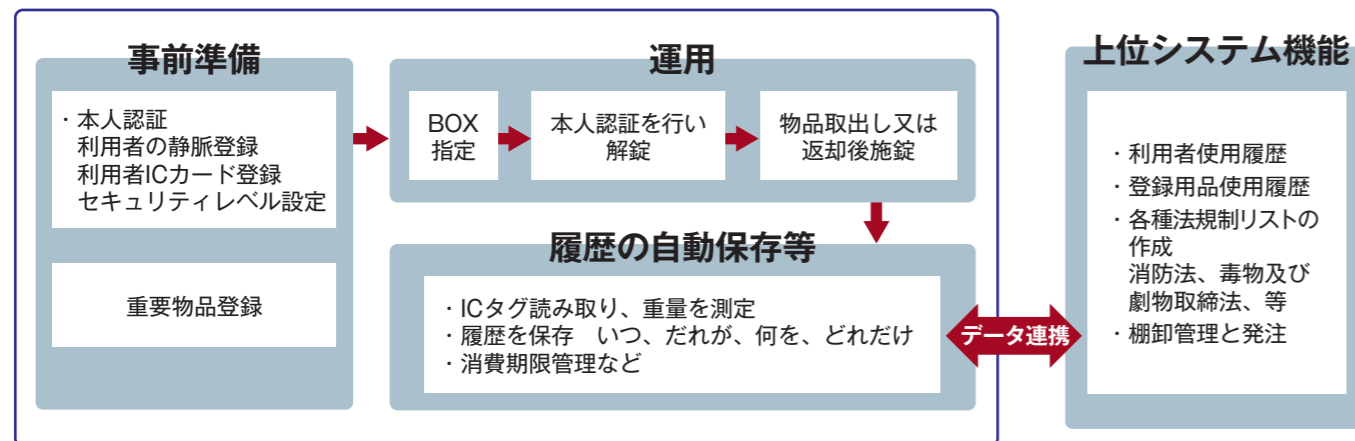 事前準備
・本人認証
利用者の静脈登録
利用者ICカード登録
セキュリティレベル設定
重要物品登録
運用
BOX
指定
本人認証を行い
解錠
物品取出し又は
返却後施錠
履歴の自動保存等
・ICタグ読み取り、重量を測定
・履歴を保存　いつ、だれが、何を、どれだけ
・消費期限管理など
データ連携
上位システム機能
・利用者使用履歴
・登録用品使用履歴
・各種法規制リストの
作成
消防法、毒物及び
劇物取締法、等
・棚卸管理と発注